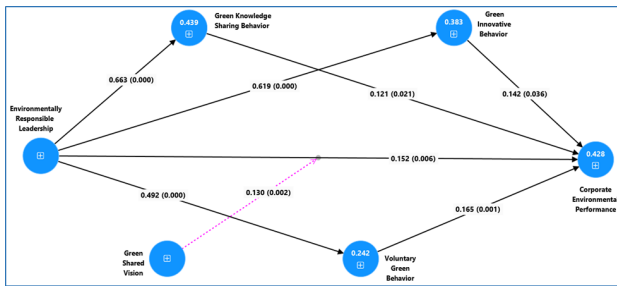 Green Knowledge
Sharing Behavior
0.439
0.383
Green
Innovative
Behavior
0.663 (0.000)
0.619 (0.000)
0.121 (0.021)
0.142 (0.036)
Environmentally
Responsible
Leadership
0.152 (0.006)
0.428
Corporate
Environmental
Performance
0.492 (0.000)
0.130 (0.002)
0.165 (0.001)
Green
Shared
Vision
0.242
Voluntary
Green
Behavior